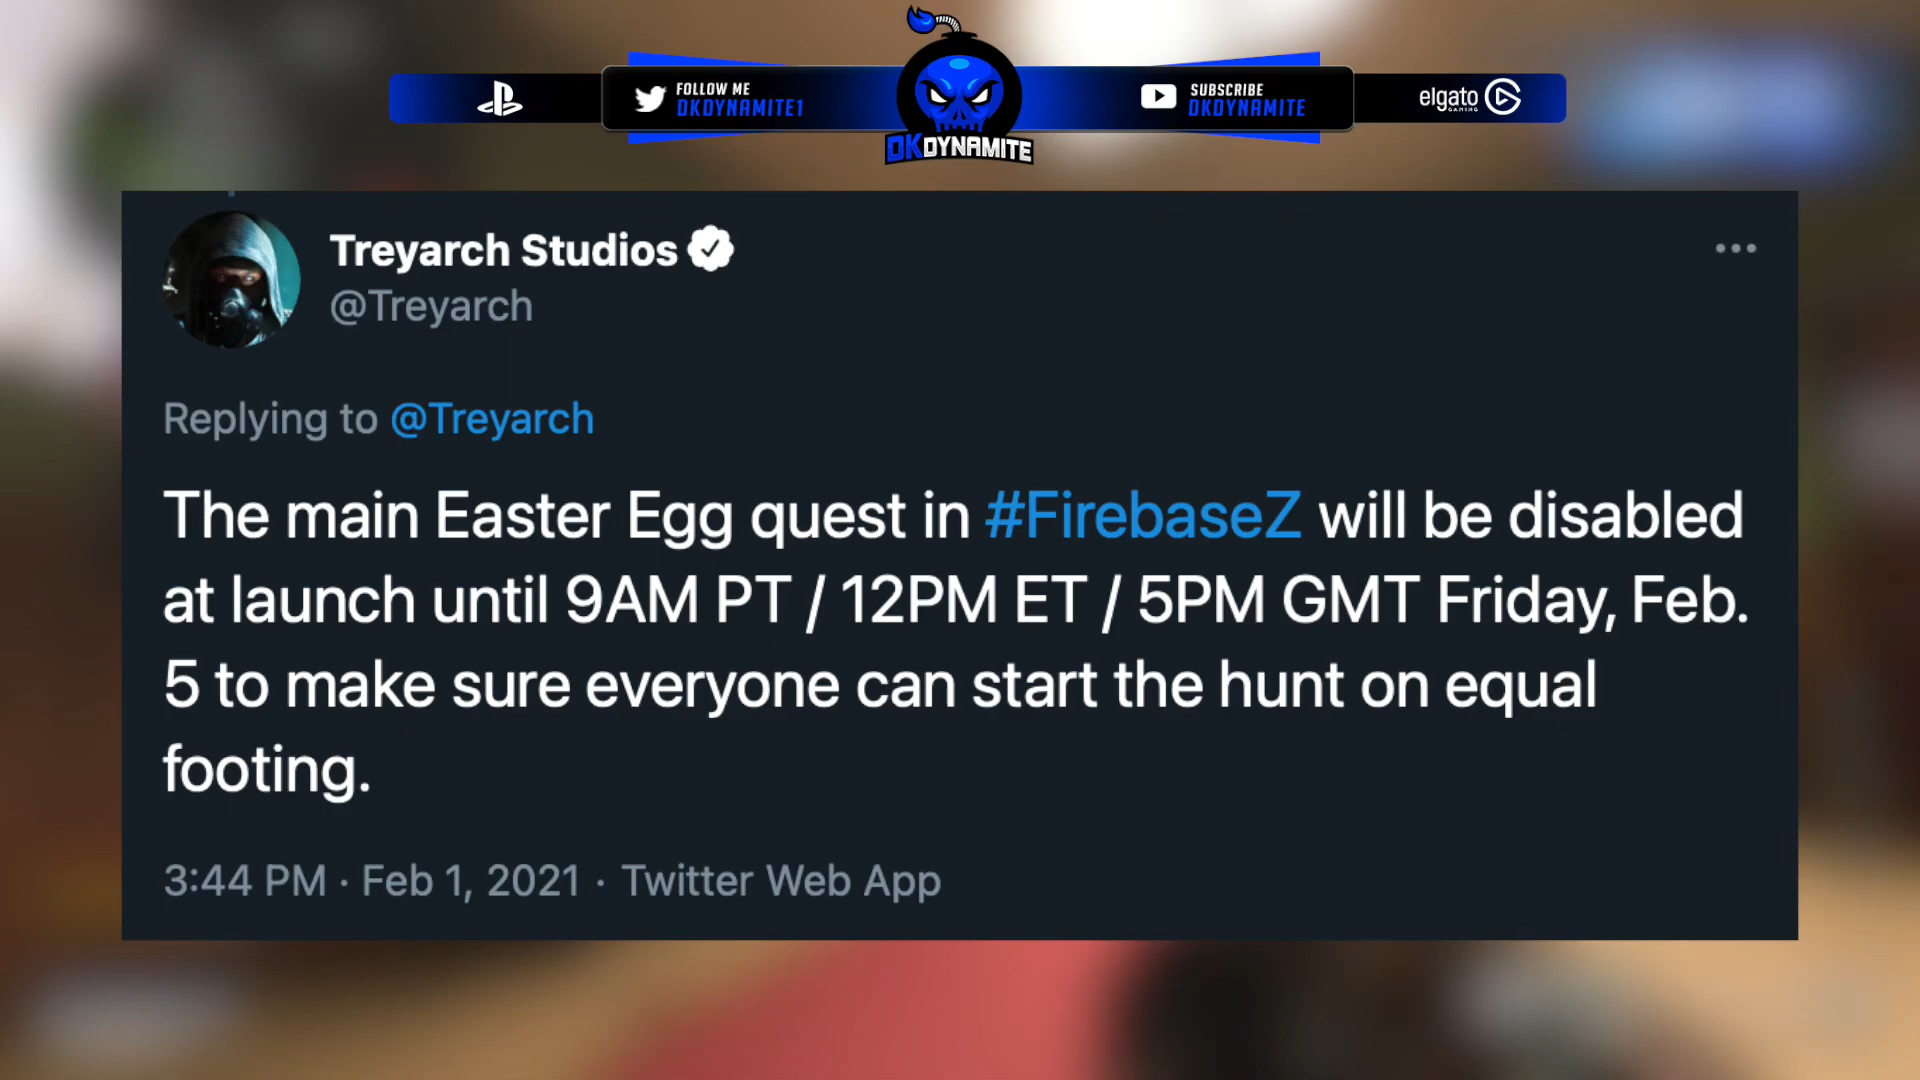 FOLLOW ME
DKDYNAMITE1
SUBSCRIBE
DKDYNAMITE
elgato
GAMING
DKDYNAMITE
Treyarch Studios
@Treyarch
Replying to @Treyarch
The main Easter Egg quest in #FirebaseZ will be disabled
at launch until 9AM PT / 12PM ET / 5PM GMT Friday, Feb.
5 to make sure everyone can start the hunt on equal
footing.
3:44 PM · Feb 1, 2021 · Twitter Web App